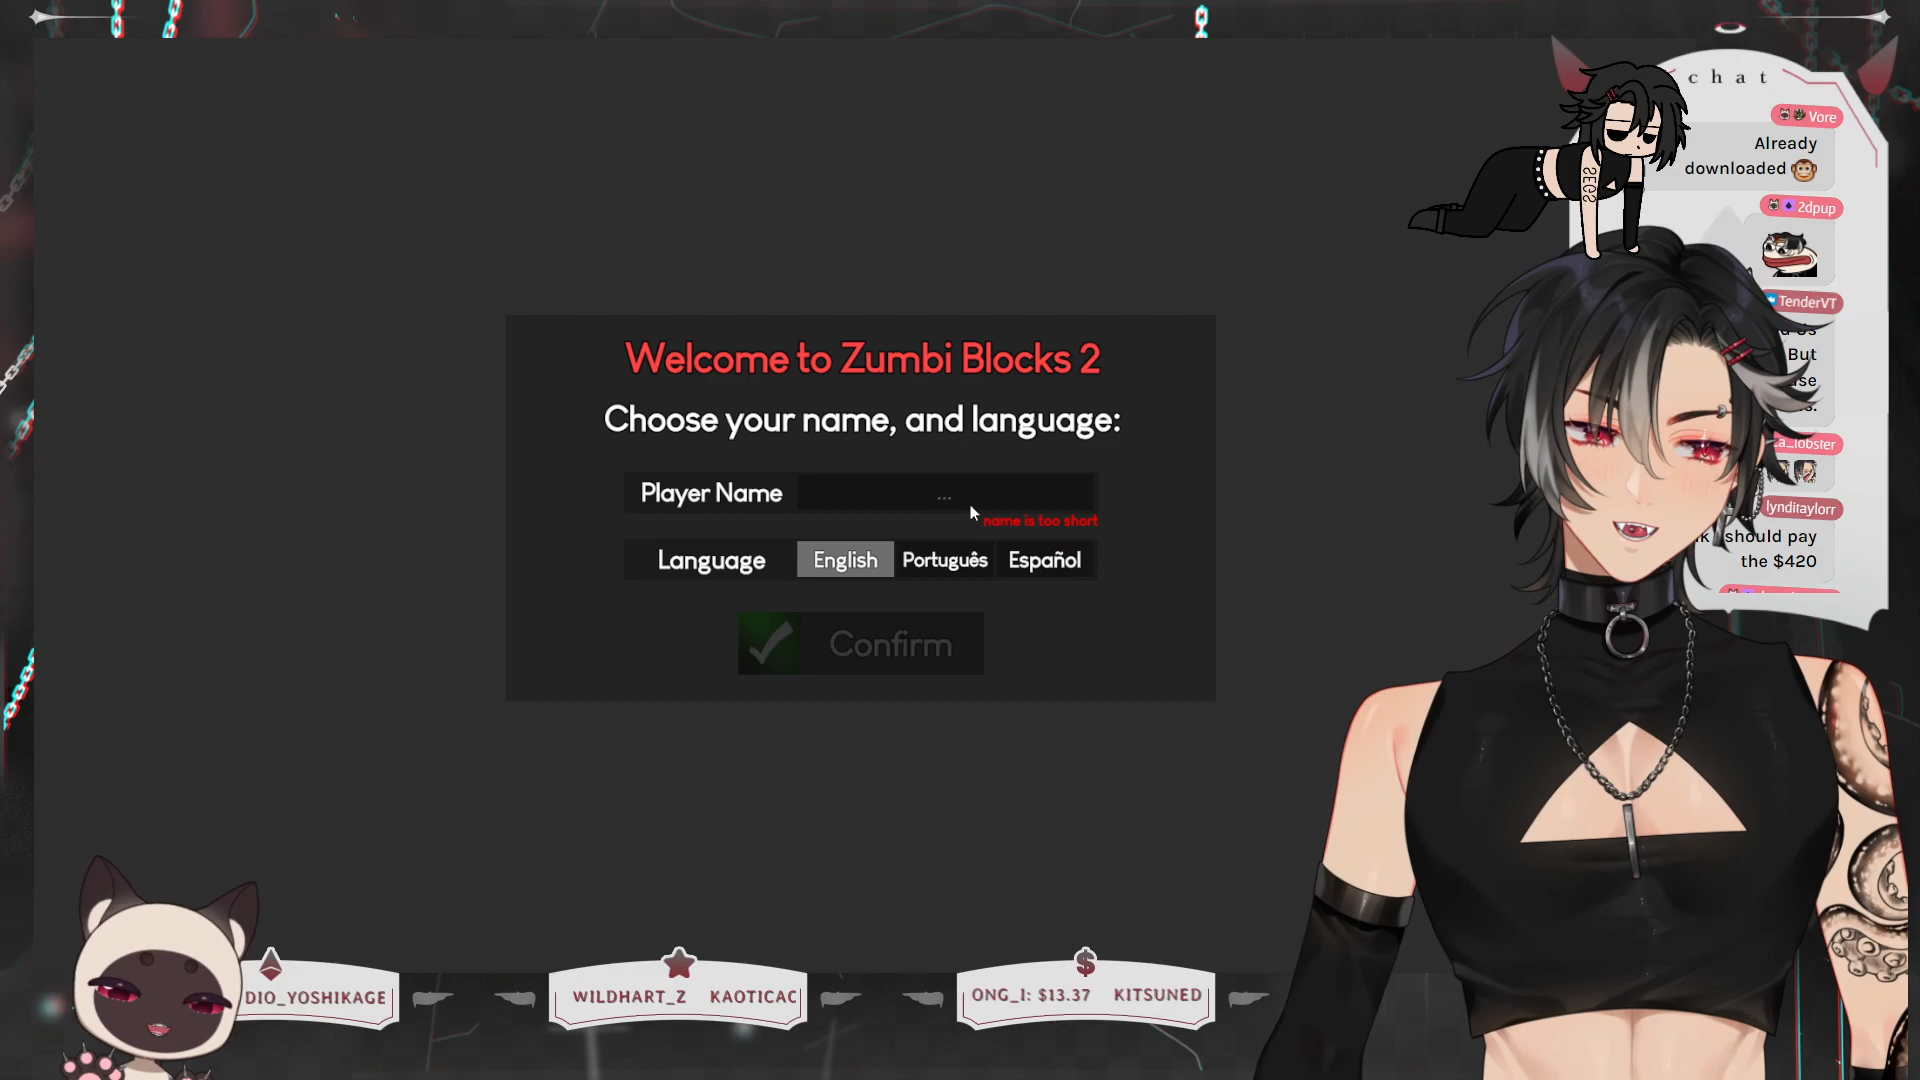 chat
Vore
Already
downloaded
2dpup
TenderVT
But
_a_lobster
lynditaylorr
should pay
the $420
SEGS
Welcome to Zumbi Blocks 2
Choose your name, and language:
Player Name
...
name is too short
Language English Português Español
Confirm
DIO_YOSHIKAGE
WILDHART_Z KAOTICAC
$
ONG_I: $13.37 KITSUNED